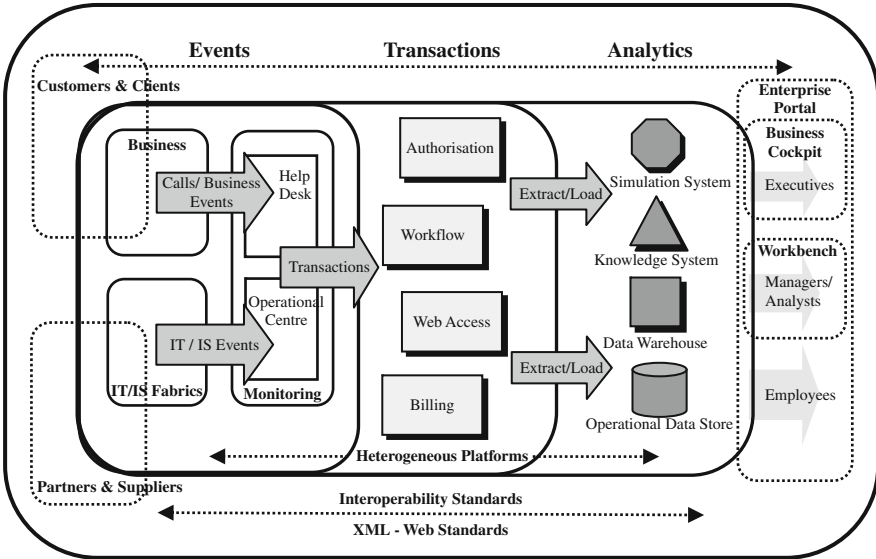 Events
Transactions
Analytics
Customers & Clients
Enterprise
Portal
Business
Help
Desk
Calls/ Business
Events
Authorisation
Extract/Load
Simulation System
Business
Cockpit
Executives
Workflow
Transactions
Knowledge System
Workbench
Managers/
Analysts
Operational
Centre
IT / IS Events
Web Access
Data Warehouse
Extract/Load
IT/IS Fabrics
Monitoring
Billing
Operational Data Store
Employees
Heterogeneous Platforms
Partners & Suppliers
Interoperability Standards
XML - Web Standards